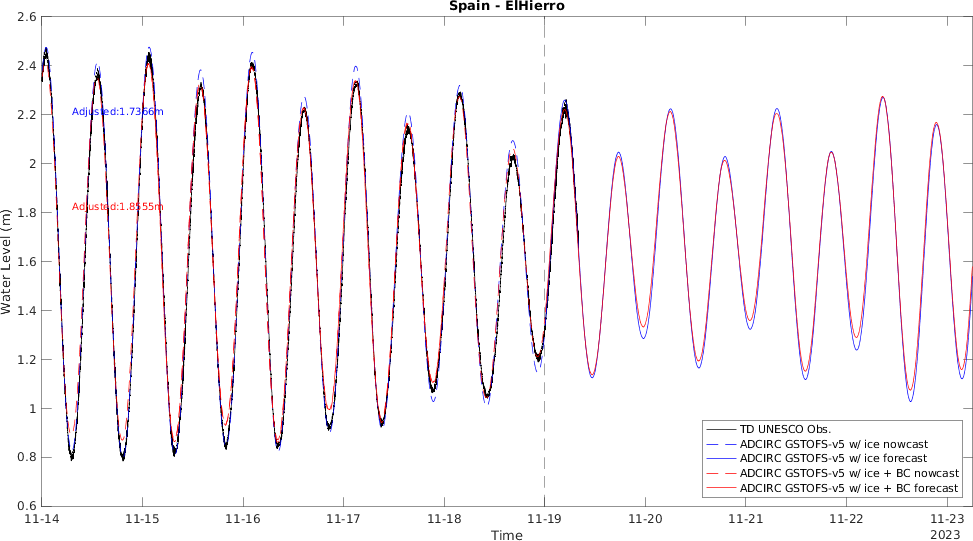 Spain - ElHierro
2.6
2.4
2.2
2
1.8
1.6
1.4
1.2
1
0.8
0.6
Water Level (m)
Adjusted:1.7366m
Adjusted:1.8555m
TD UNESCO Obs.
ADCIRC GSTOFS-v5 w/ ice nowcast
ADCIRC GSTOFS-v5 w/ ice forecast
ADCIRC GSTOFS-v5 w/ ice + BC nowcast
ADCIRC GSTOFS-v5 w/ ice + BC forecast
11-14 11-15 11-16 11-17 11-18 11-19 11-20 11-21 11-22 11-23
2023
Time